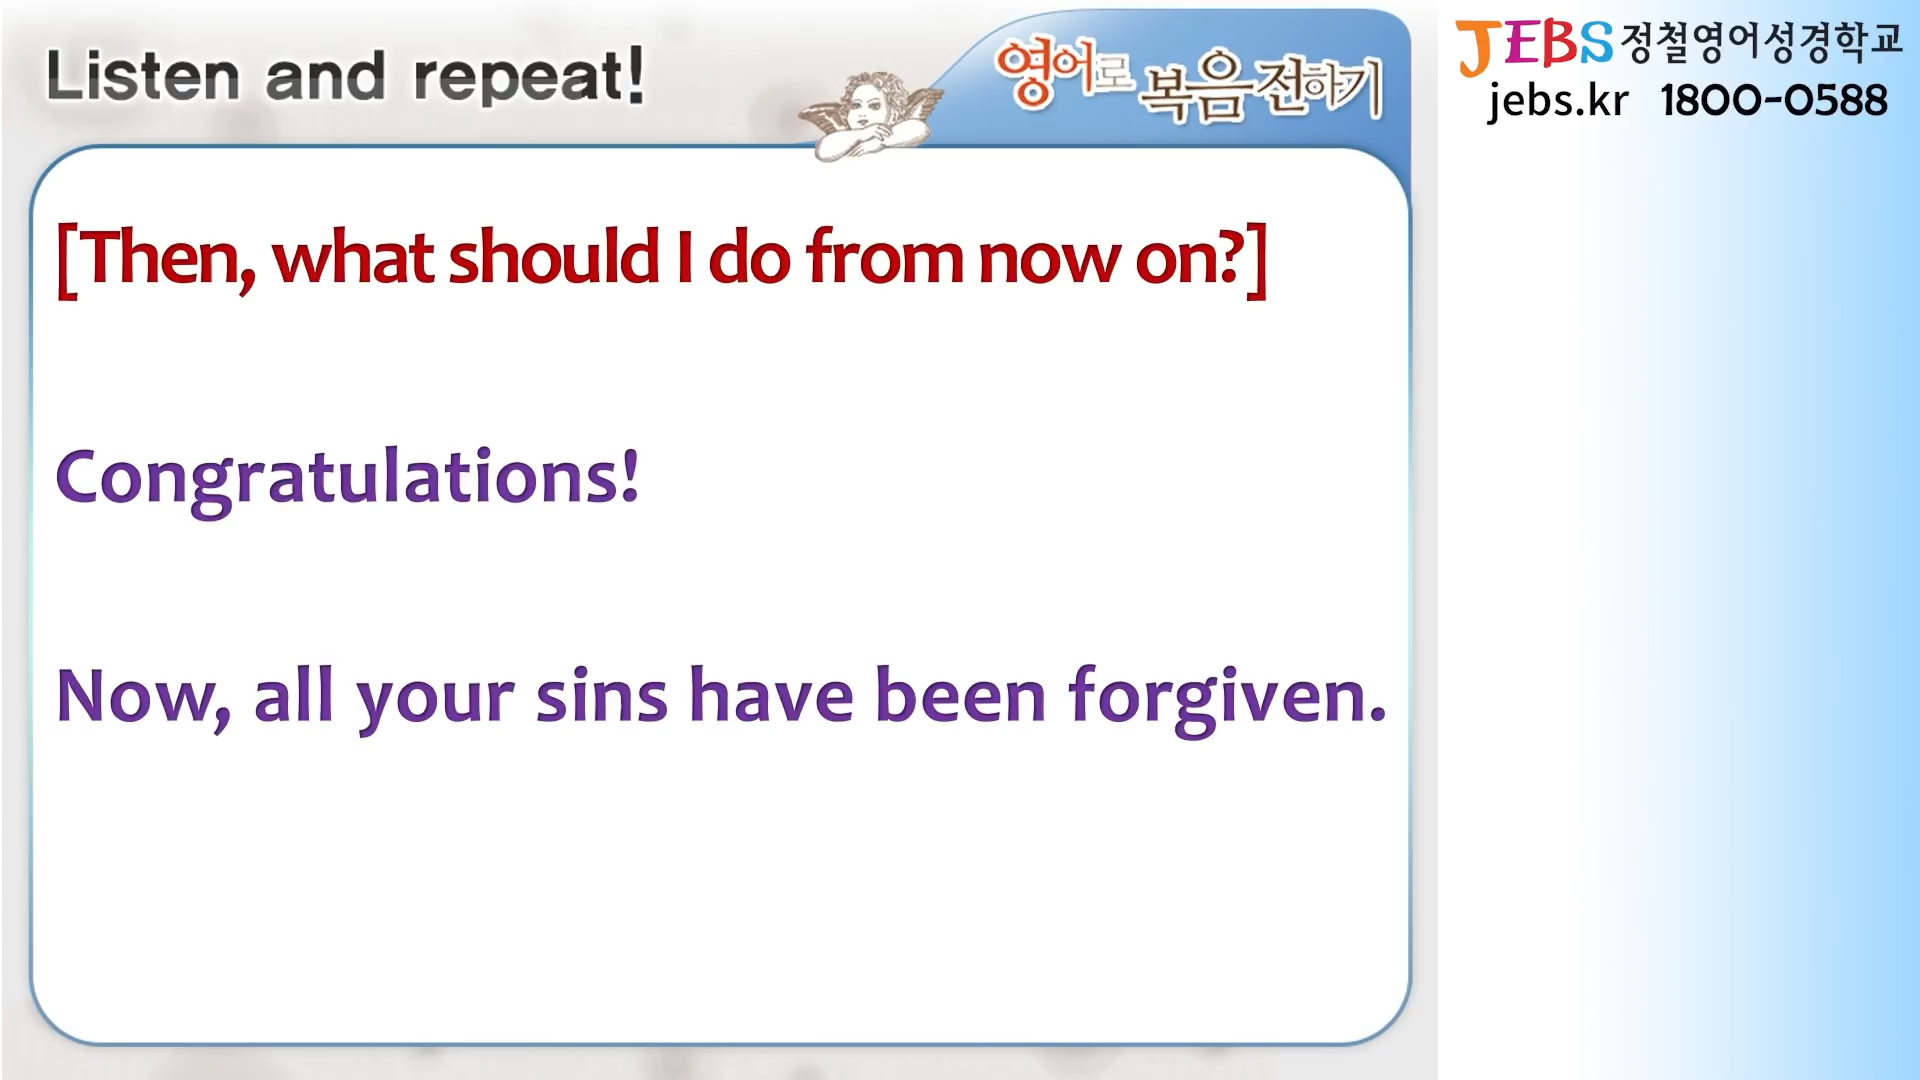 Listen and repeat!
영어로 복음 전하기
JEBS 정철영어성경학교
jebs.kr 1800-0588
[Then, what should I do from now on?]
Congratulations!
Now, all your sins have been forgiven.